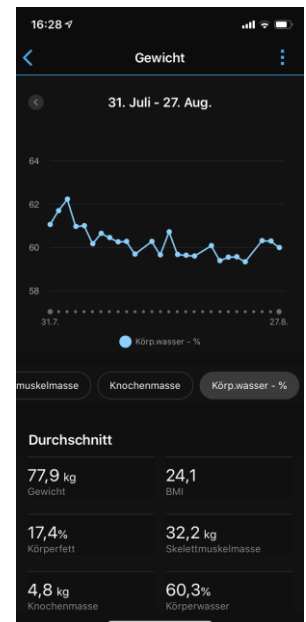 16:28
Gewicht
31. Juli - 27. Aug.
64
62
60
58
31.7.
27.8.
Körp.wasser - %
muskelmasse
Knochenmasse
Körp.wasser - %
Durchschnitt
77,9 kg
24,1
Gewicht
BMI
17,4%
32,2 kg
Körperfett
Skelettmuskelmasse
4,8 kg
60,3%
Knochenmasse
Körperwasser